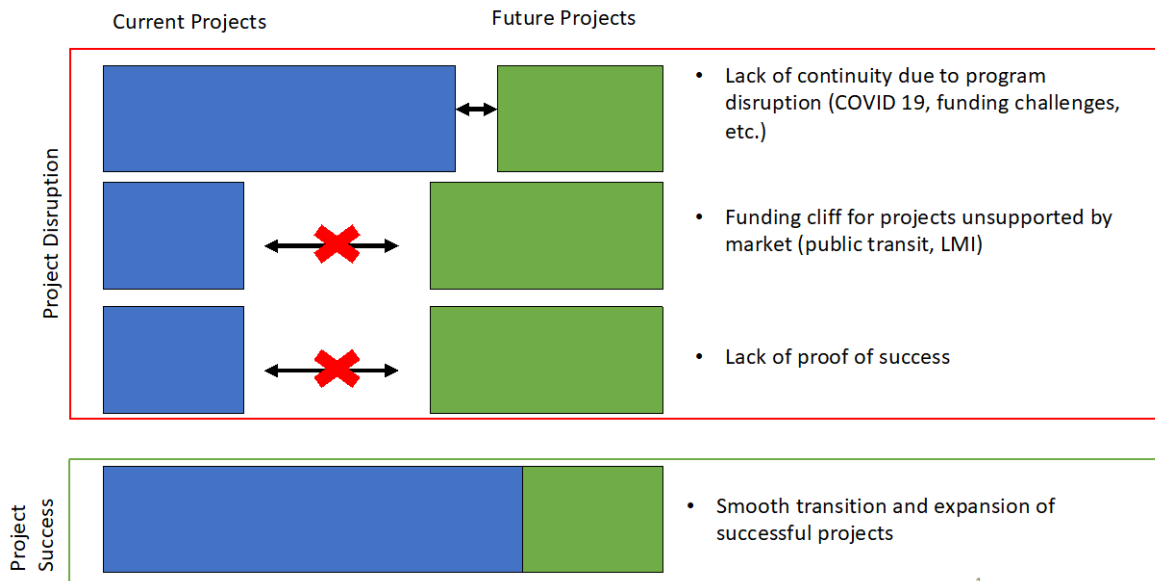 Current Projects
Future Projects
Project Disruption
• Lack of continuity due to program
disruption (COVID 19, funding challenges,
etc.)
• Funding cliff for projects unsupported by
market (public transit, LMI)
• Lack of proof of success
Project
Success
• Smooth transition and expansion of
successful projects